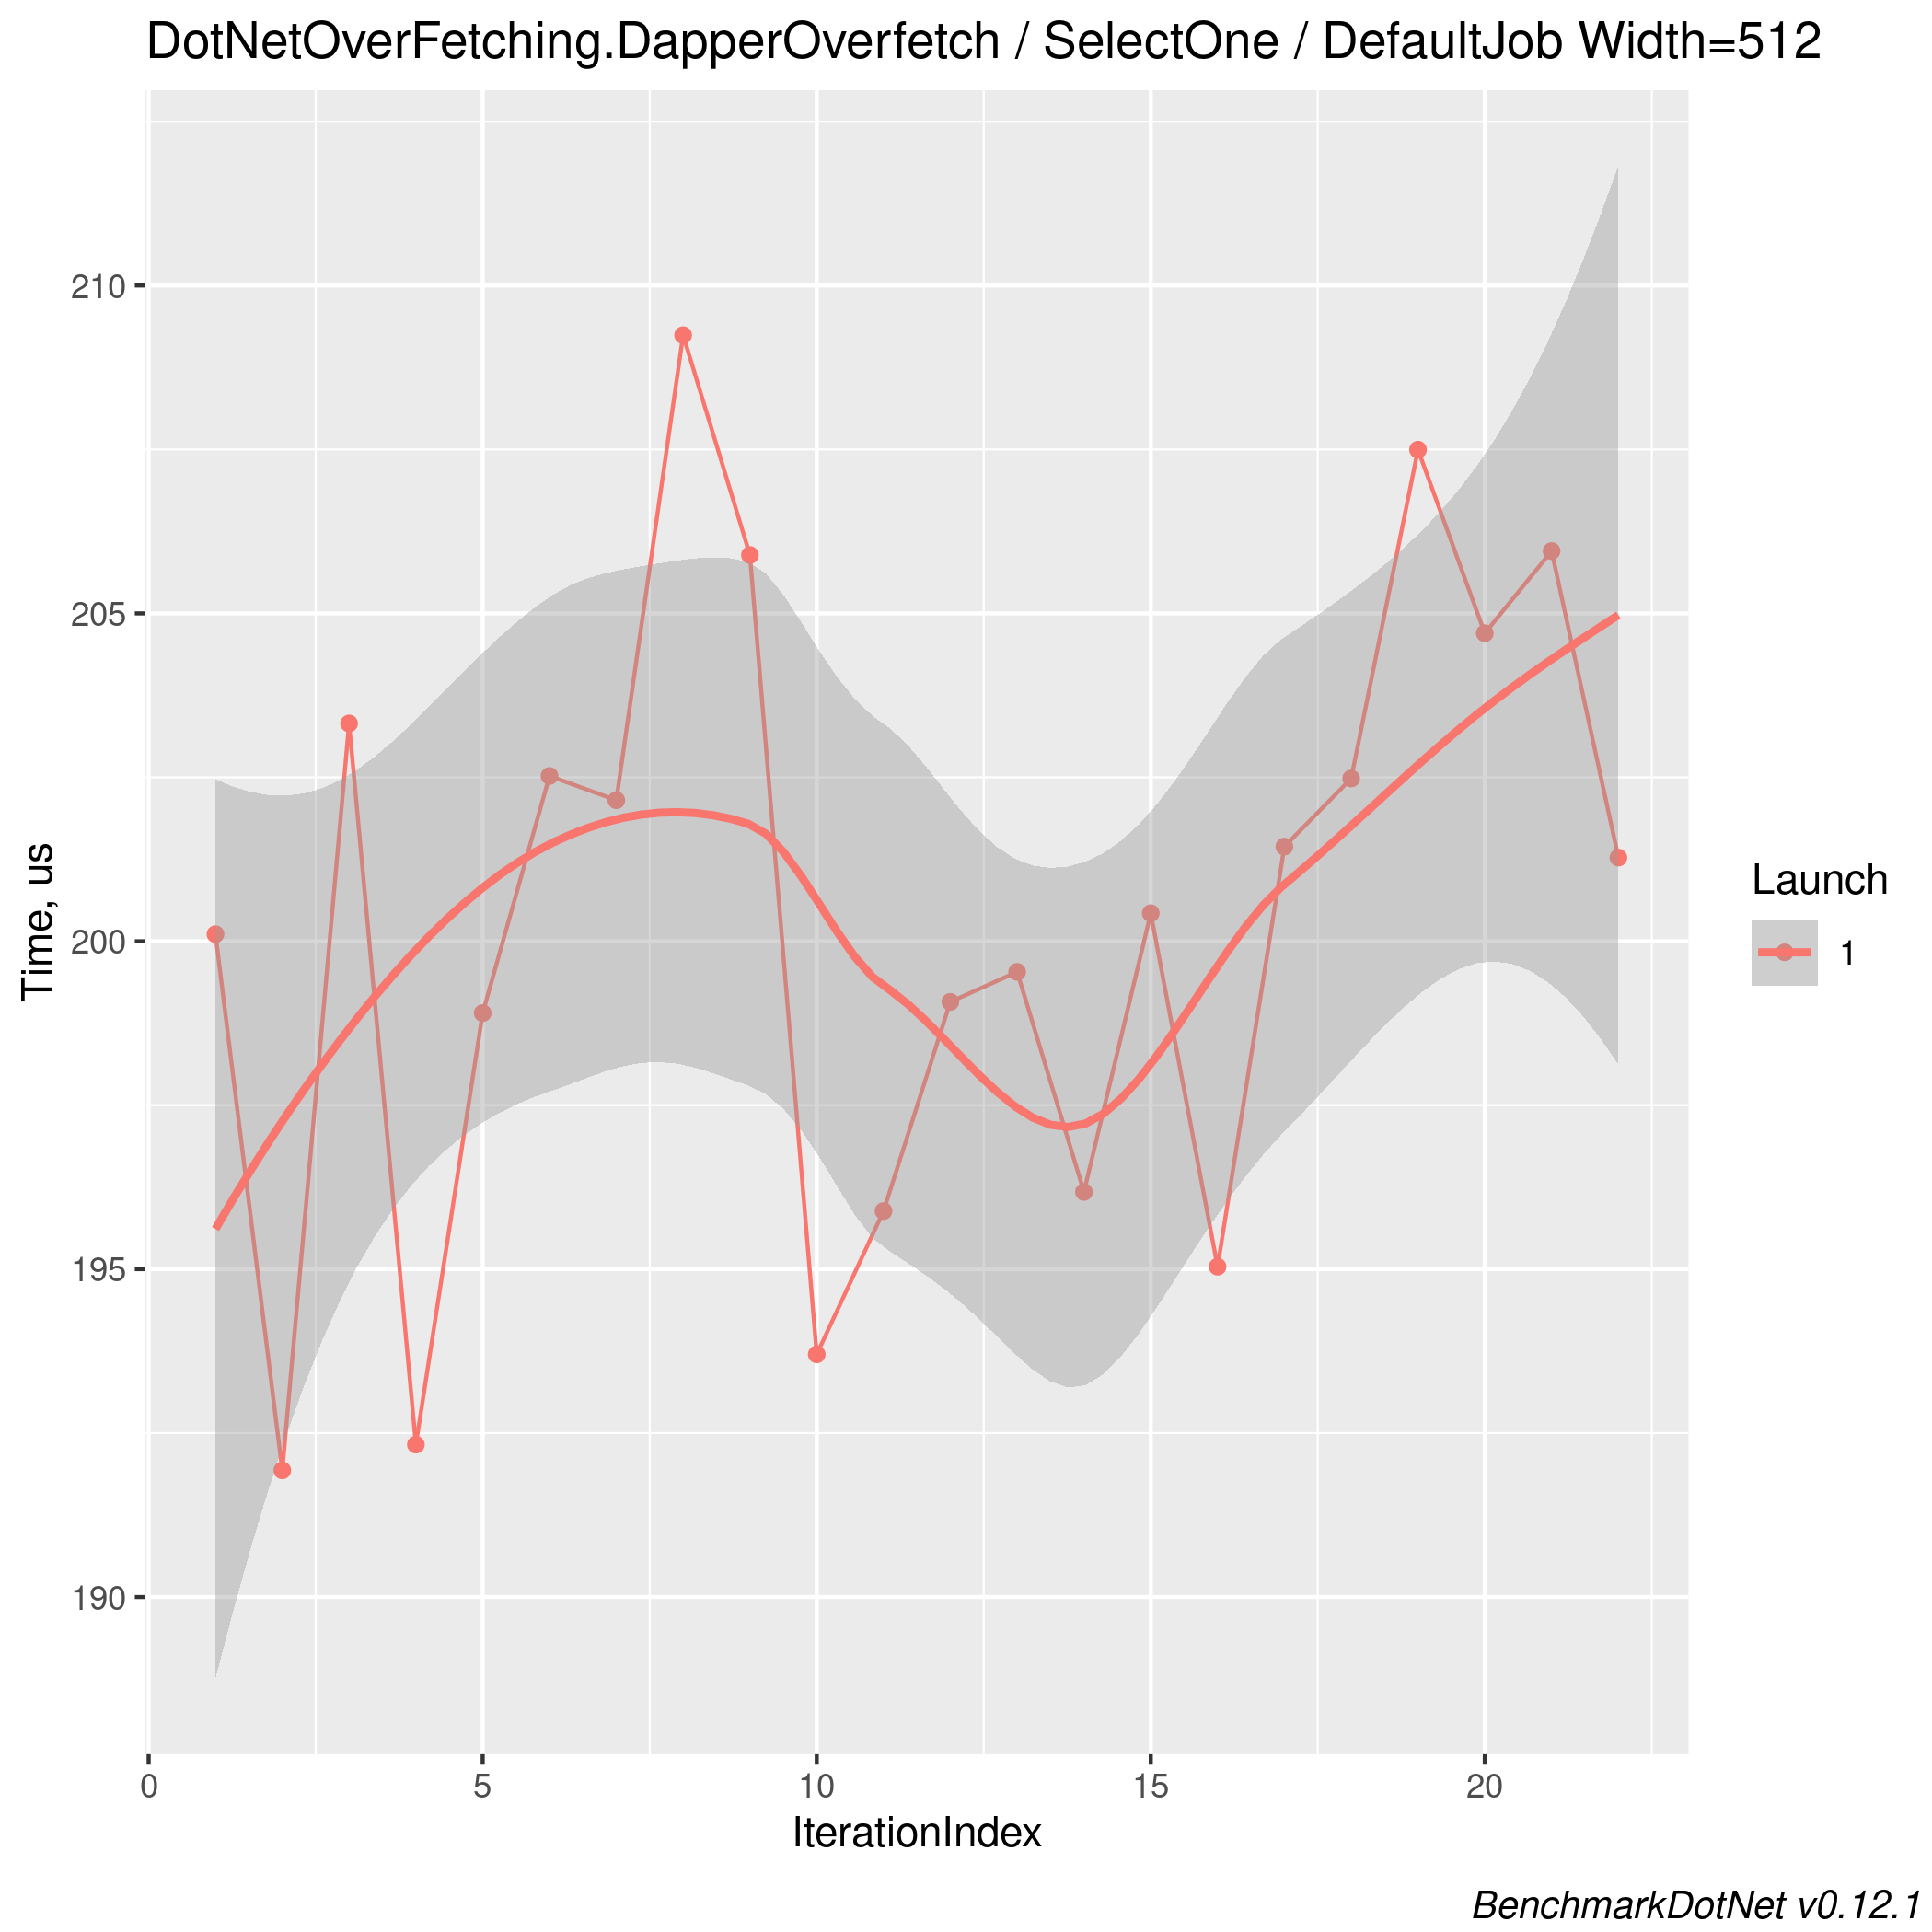 DotNetOverFetching.DapperOverfetch / SelectOne / DefaultJob Width=512
210
205
200
195
190
Time, us
0 5 10 15 20
IterationIndex
Launch
1
BenchmarkDotNet v0.12.1